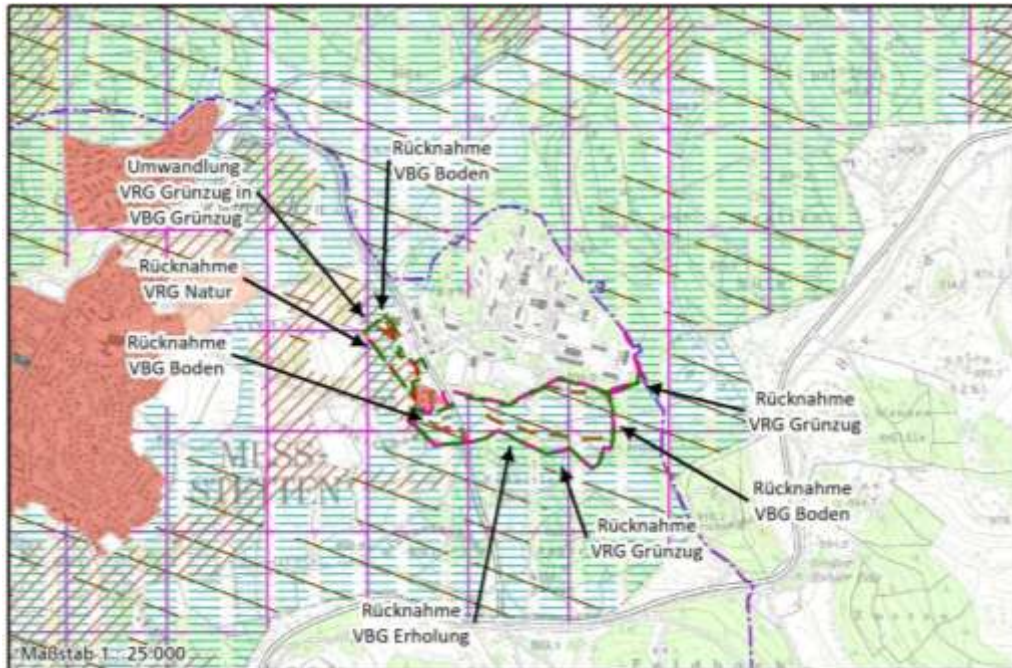 Rücknahme
VBG Boden
Umwandlung
VRG Grünzug in
VBG Grünzug
Rücknahme
VRG Natur
Rücknahme
VBG Boden
Rücknahme
VRG Grünzug
MESS-
STETTEN
Rücknahme
VBG Boden
Rücknahme
VRG Grünzug
Rücknahme
VBG Erholung
Maßstab 1 : 25:000